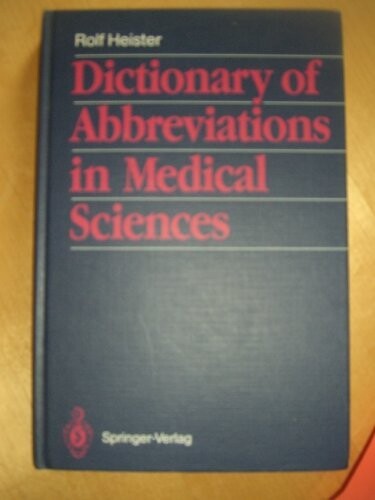 Rolf Heister
Dictionary of
Abbreviations
in Medical
Sciences
Springer-Verlag